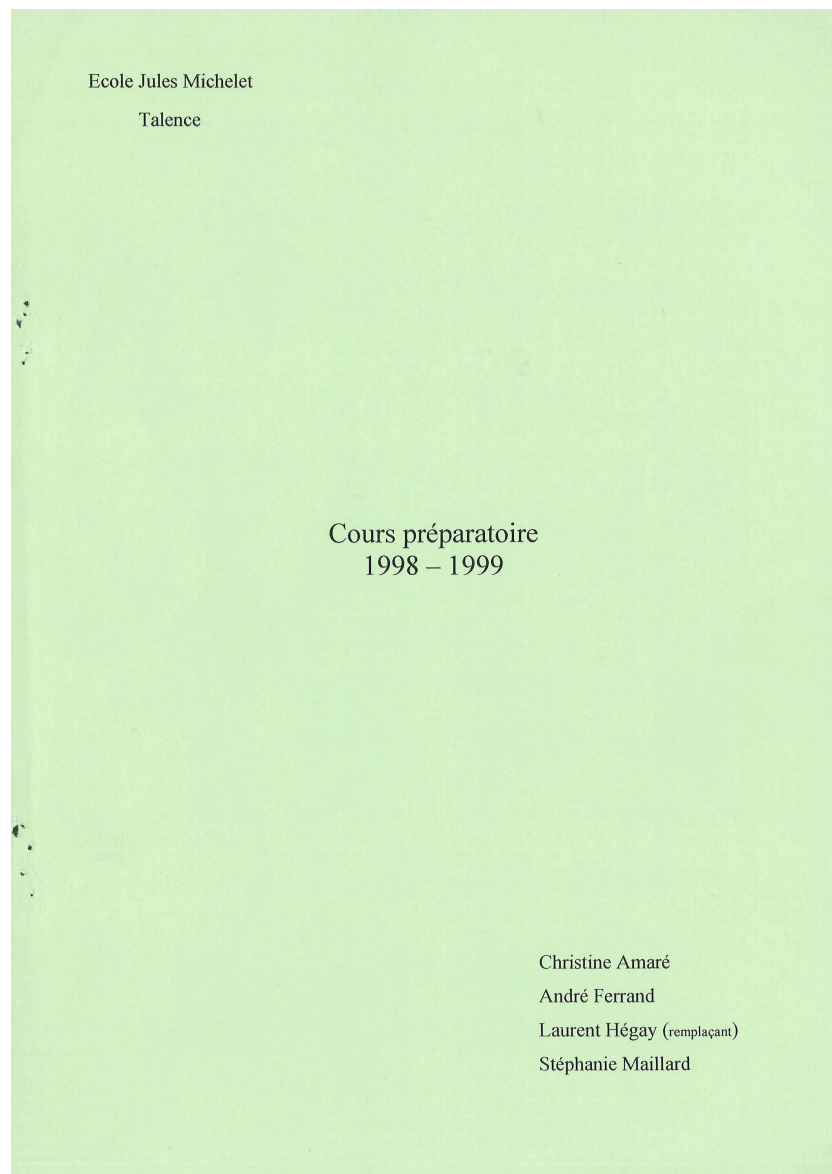 Ecole Jules Michelet
Talence
Cours préparatoire
1998 – 1999
Christine Amaré
André Ferrand
Laurent Hégay (remplaçant)
Stéphanie Maillard